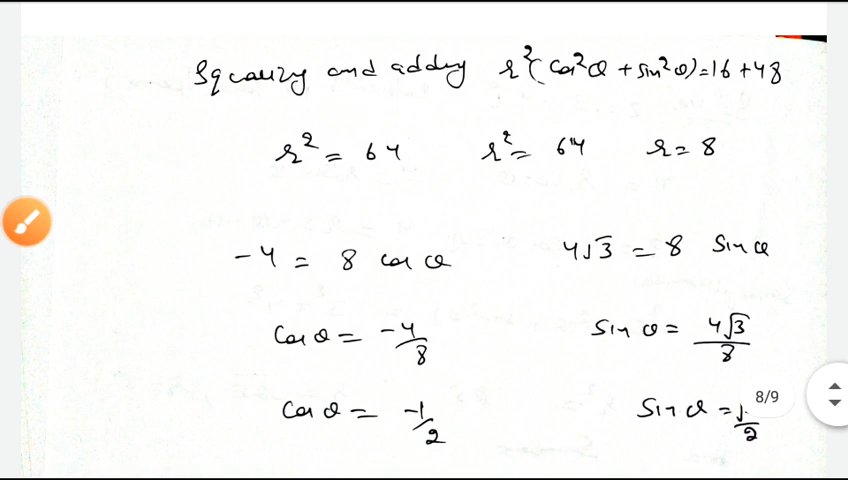 Squaring and adding r²(cos²θ + sin²θ) = 16 + 48
r² = 64 r² = 64 r = 8
-4 = 8 cos θ 4√3 = 8 sin θ
cos θ = -4/8 sin θ = 4√3/8
cos θ = -1/2 sin θ = /2
8/9